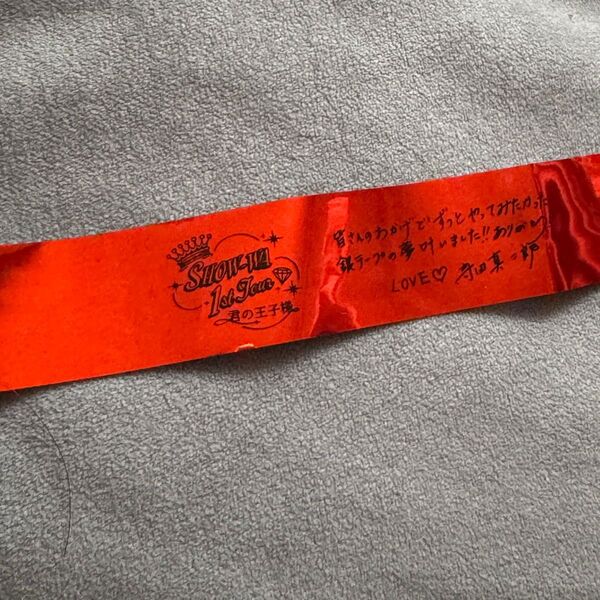 SHOW-WA
1st Tour
君の王子様
皆さんのおかげでずっとやってみたかった
銀テープの夢叶いました!!ありがとう
LOVE♡ 寺田真二郎